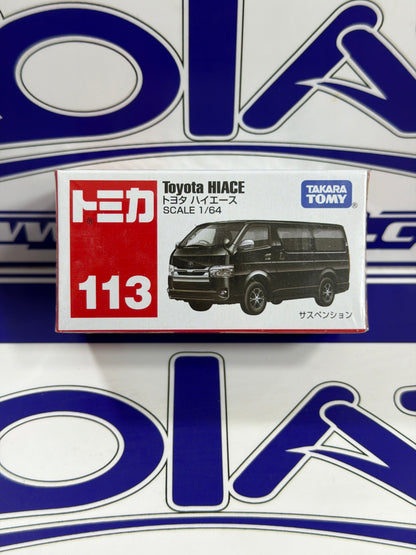 トミカ®
113
Toyota HIACE
トヨタ ハイエース
SCALE 1/64
TAKARA
TOMY®
サスペンション
www.